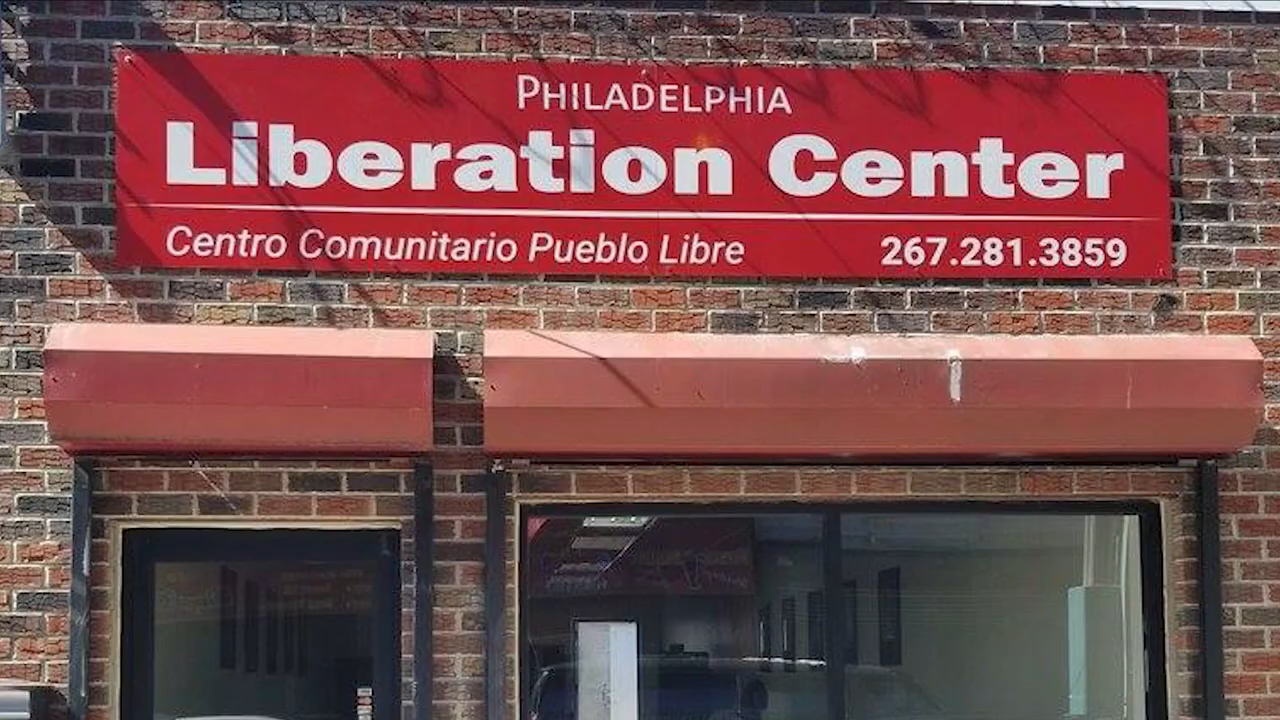 PHILADELPHIA
Liberation Center
Centro Comunitario Pueblo Libre 267.281.3859